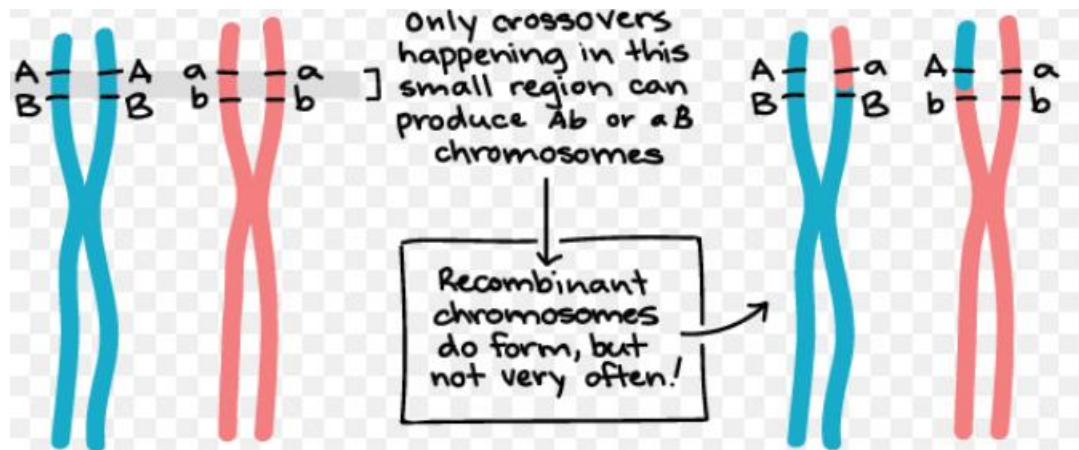 only crossovers
happening in this
small region can
produce Ab or aB
chromosomes
A A a a
B B b b
Recombinant
chromosomes
do form, but
not very often!
A a A a
B B b b